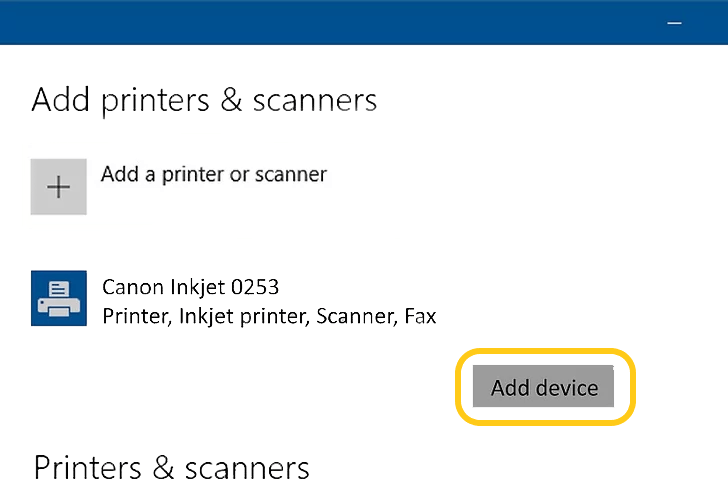 Add printers & scanners
Add a printer or scanner
Canon Inkjet 0253
Printer, Inkjet printer, Scanner, Fax
Add device
Printers & scanners